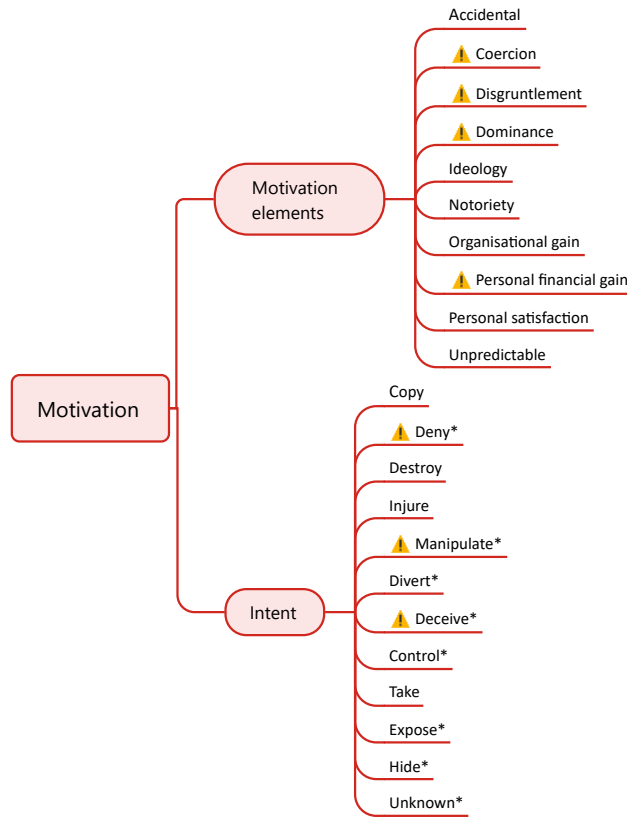 Accidental
Coercion
Disgruntlement
Dominance
Ideology
Notoriety
Organisational gain
Personal financial gain
Personal satisfaction
Unpredictable
Motivation
elements
Motivation
Copy
Deny*
Destroy
Injure
Manipulate*
Divert*
Deceive*
Control*
Take
Expose*
Hide*
Unknown*
Intent